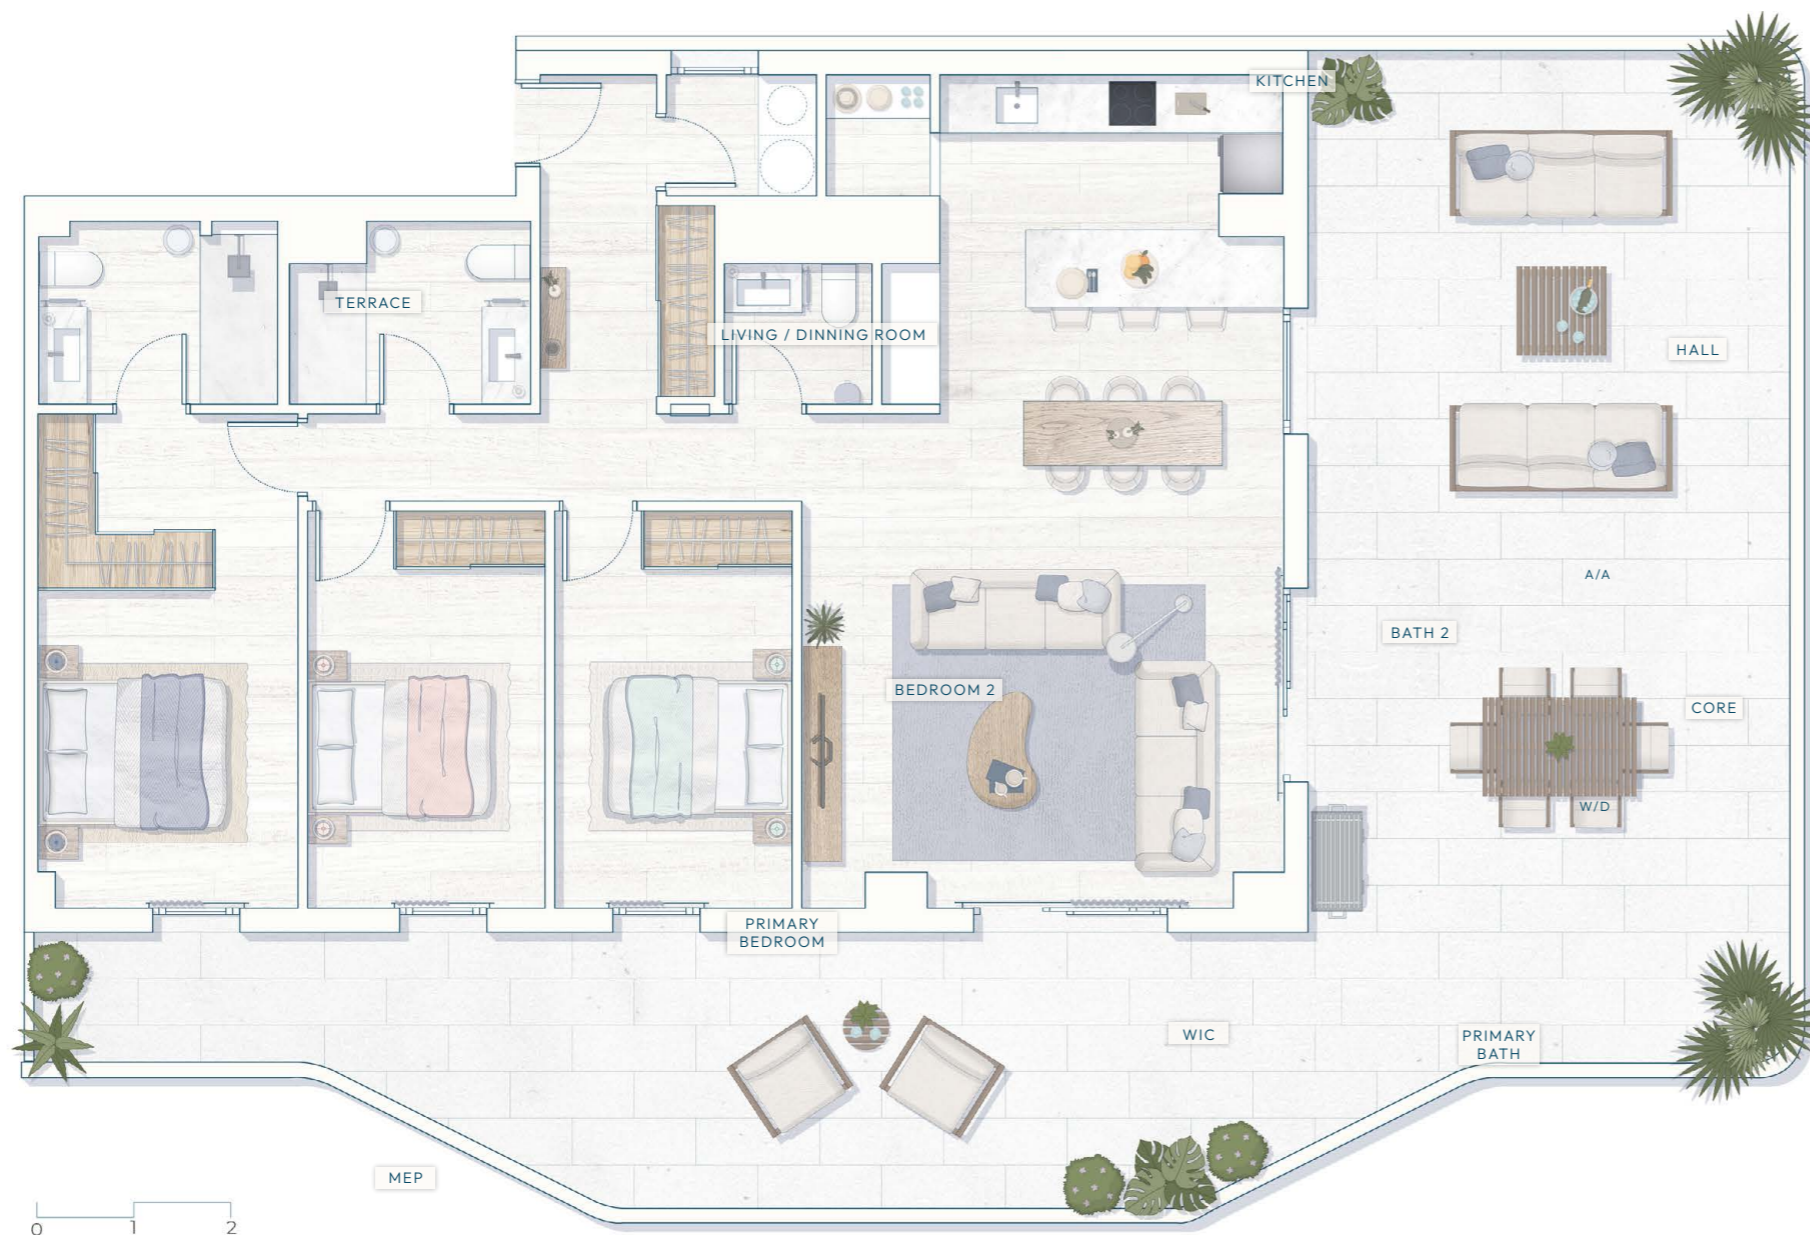 KITCHEN
TERRACE
LIVING / DINNING ROOM
HALL
A/A
BATH 2
BEDROOM 2
CORE
W/D
PRIMARY
BEDROOM
WIC
PRIMARY
BATH
MEP
0 1 2